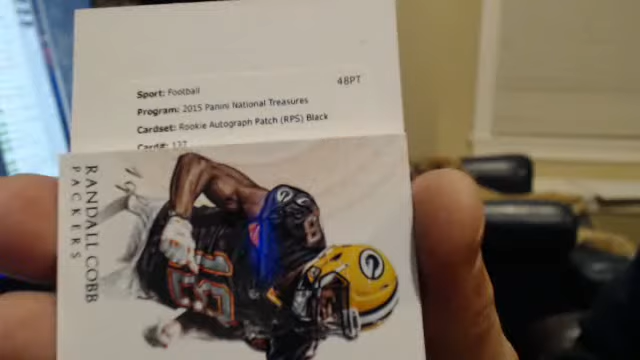 48PT
Sport: Football
Program: 2015 Panini National Treasures
Cardset: Rookie Autograph Patch (RPS) Black
Card#: 127
RANDALL COBB
PACKERS
18
G